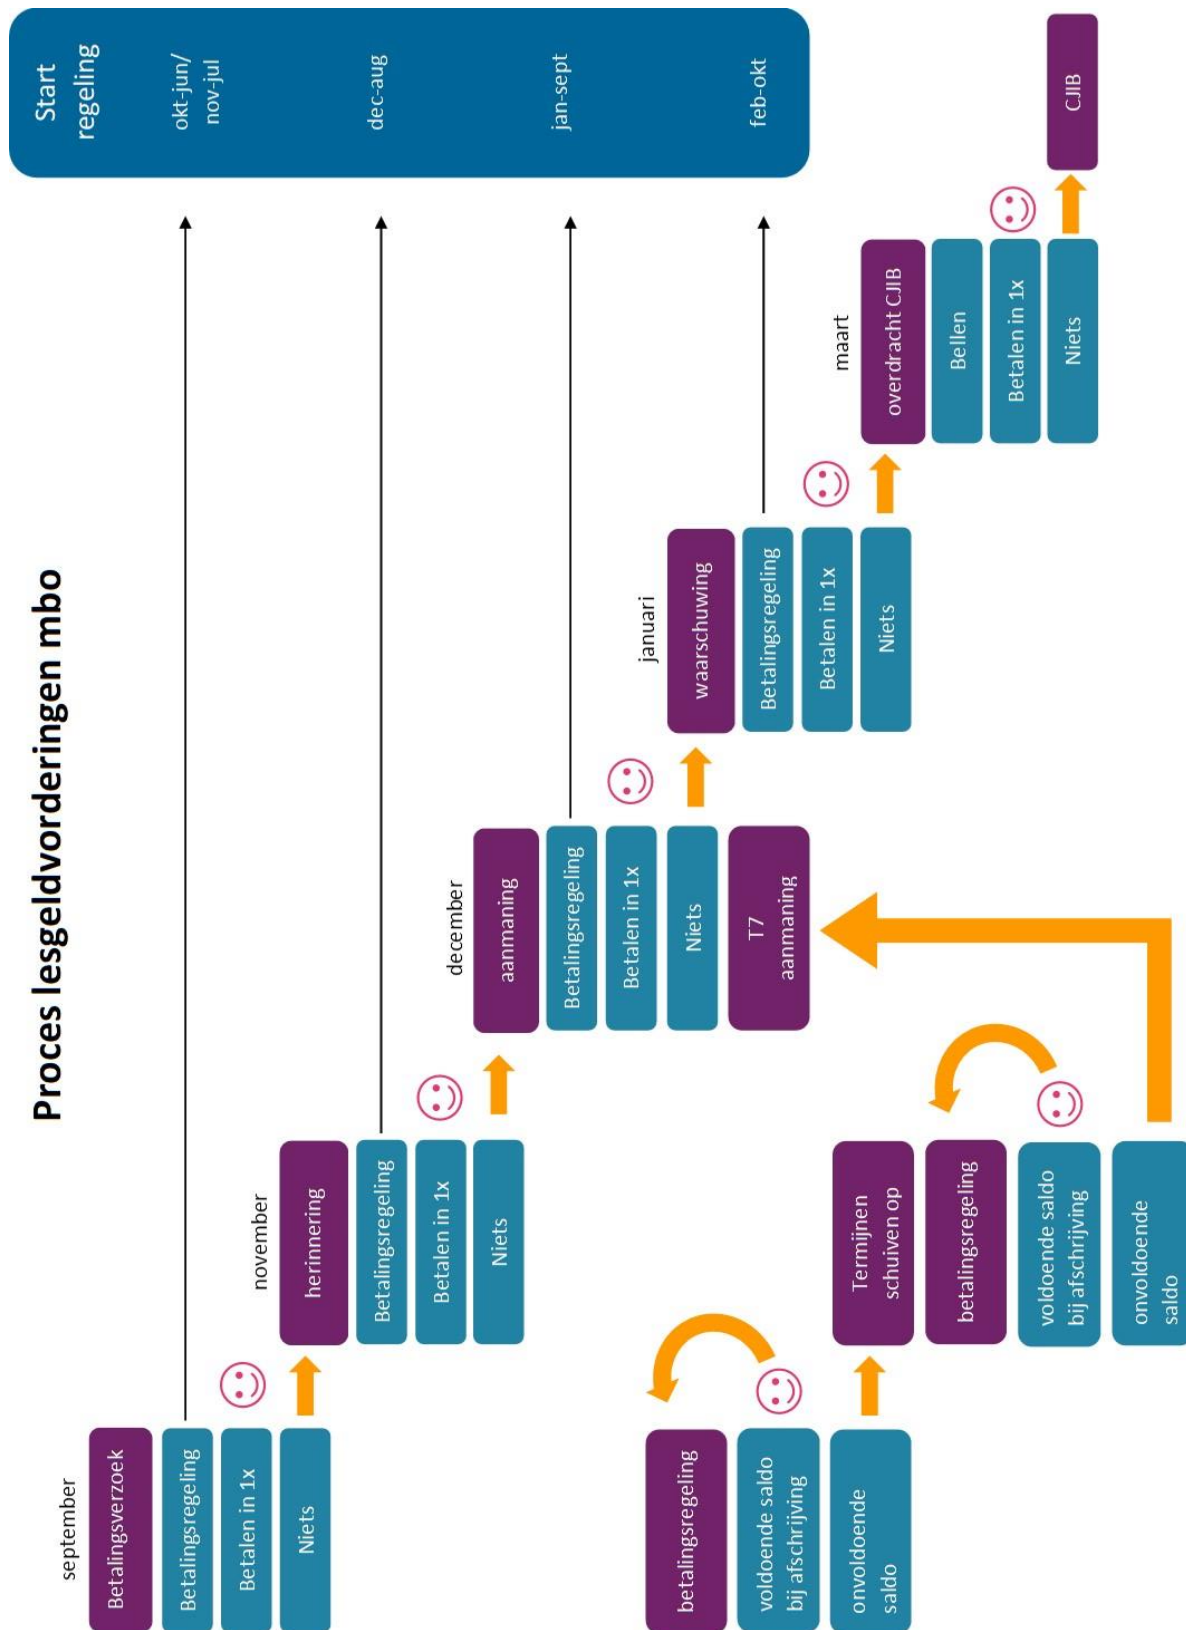 Proces lesgeldvorderingen mbo
september
Betalingsverzoek
Betalingsregeling
Betalen in 1x
Niets
november
herinnering
Betalingsregeling
Betalen in 1x
Niets
december
aanmaning
Betalingsregeling
Betalen in 1x
Niets
T7
aanmaning
januari
waarschuwing
Betalingsregeling
Betalen in 1x
Niets
maart
overdracht CJIB
Bellen
Betalen in 1x
Niets
CJIB
Start
regeling
okt-jun/
nov-jul
dec-aug
jan-sept
feb-okt
betalingsregeling
voldoende saldo
bij afschrijving
onvoldoende
saldo
Termijnen
schuiven op
betalingsregeling
voldoende saldo
bij afschrijving
onvoldoende
saldo